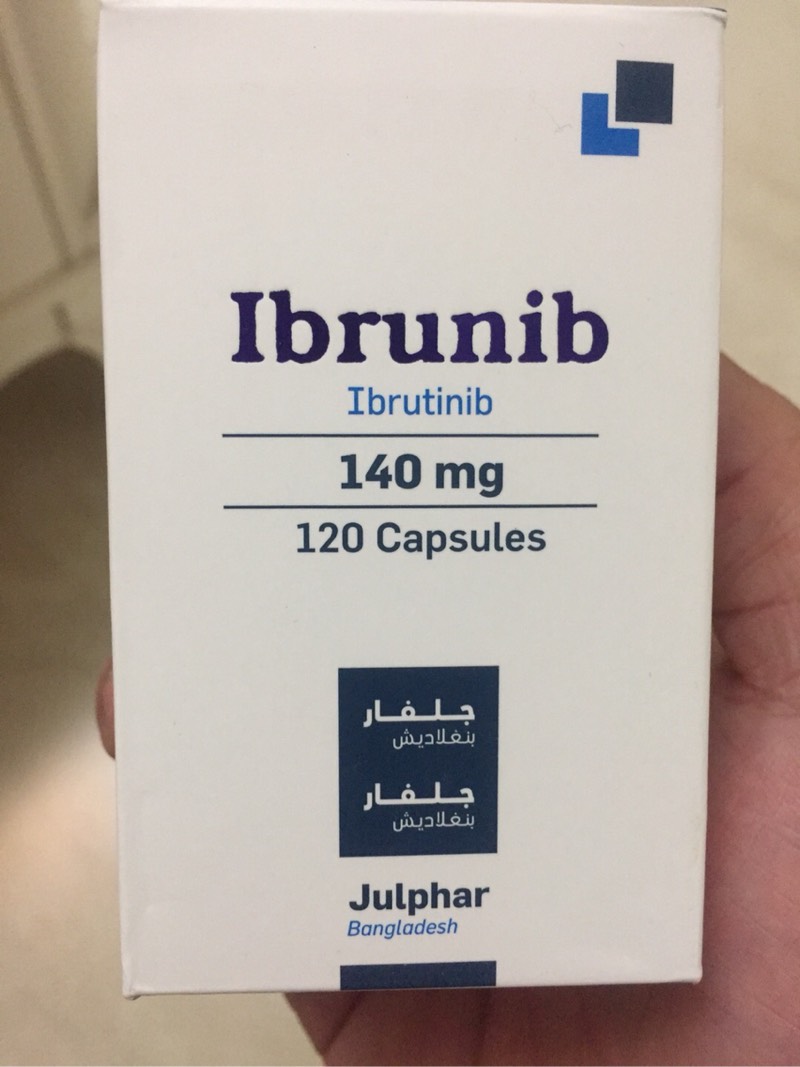 Ibrunib
Ibrutinib
140 mg
120 Capsules
جلفار
بنغلاديش
جلفار
بنغلاديش
Julphar
Bangladesh